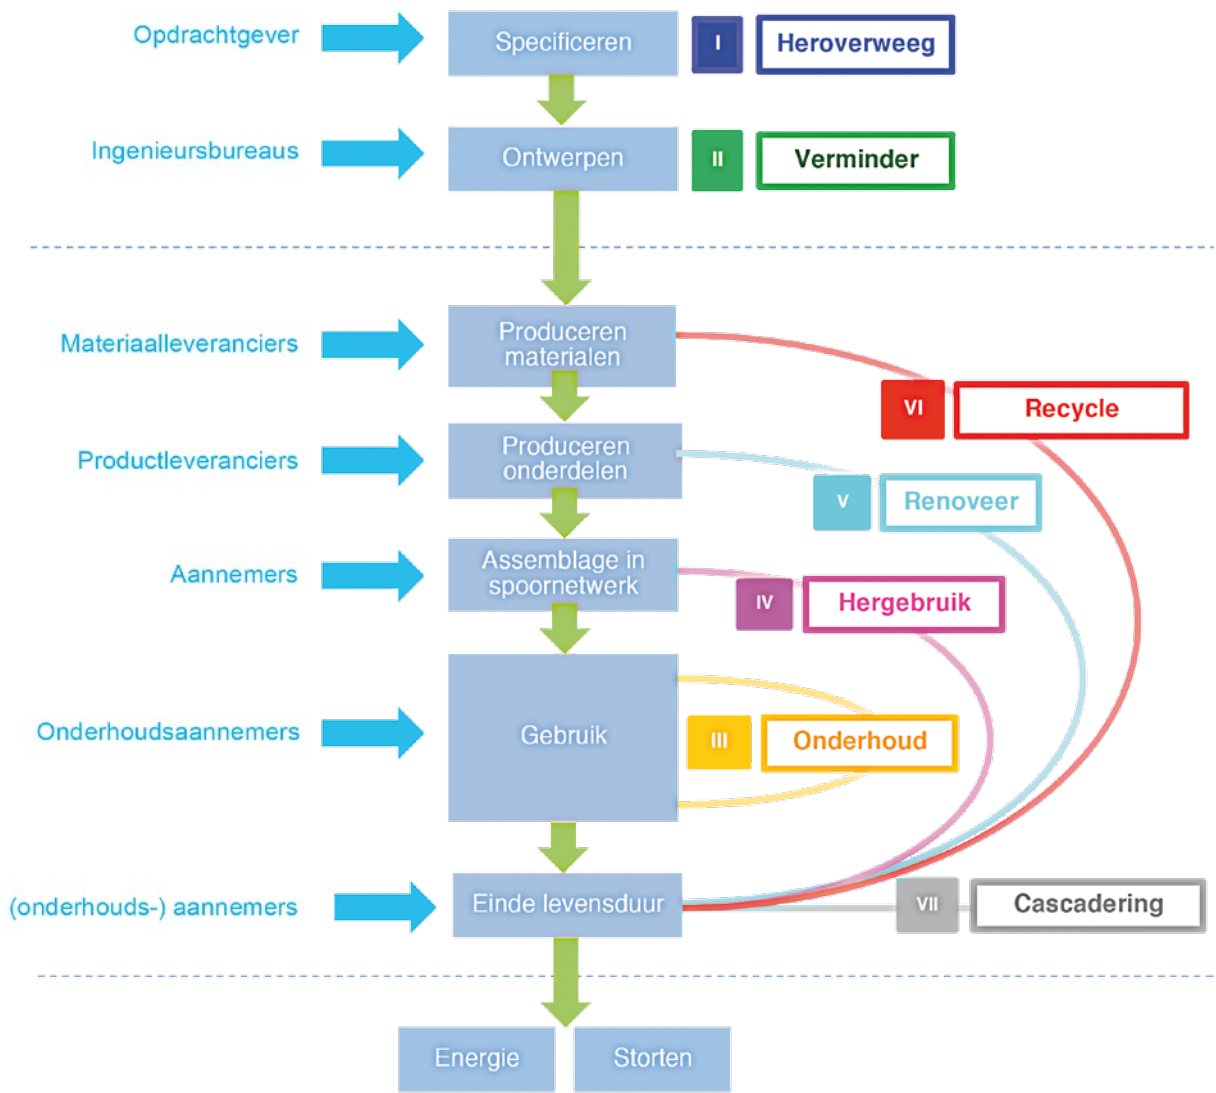 Opdrachtgever
Specificeren
I
Heroverweeg
Ingenieursbureaus
Ontwerpen
II
Verminder
Materiaalleveranciers
Produceren
materialen
VI
Recycle
Productleveranciers
Produceren
onderdelen
V
Renoveer
Aannemers
Assemblage in
spoornetwerk
IV
Hergebruik
Onderhoudsaannemers
Gebruik
III
Onderhoud
(onderhouds-) aannemers
Einde levensduur
VII
Cascadering
Energie
Storten